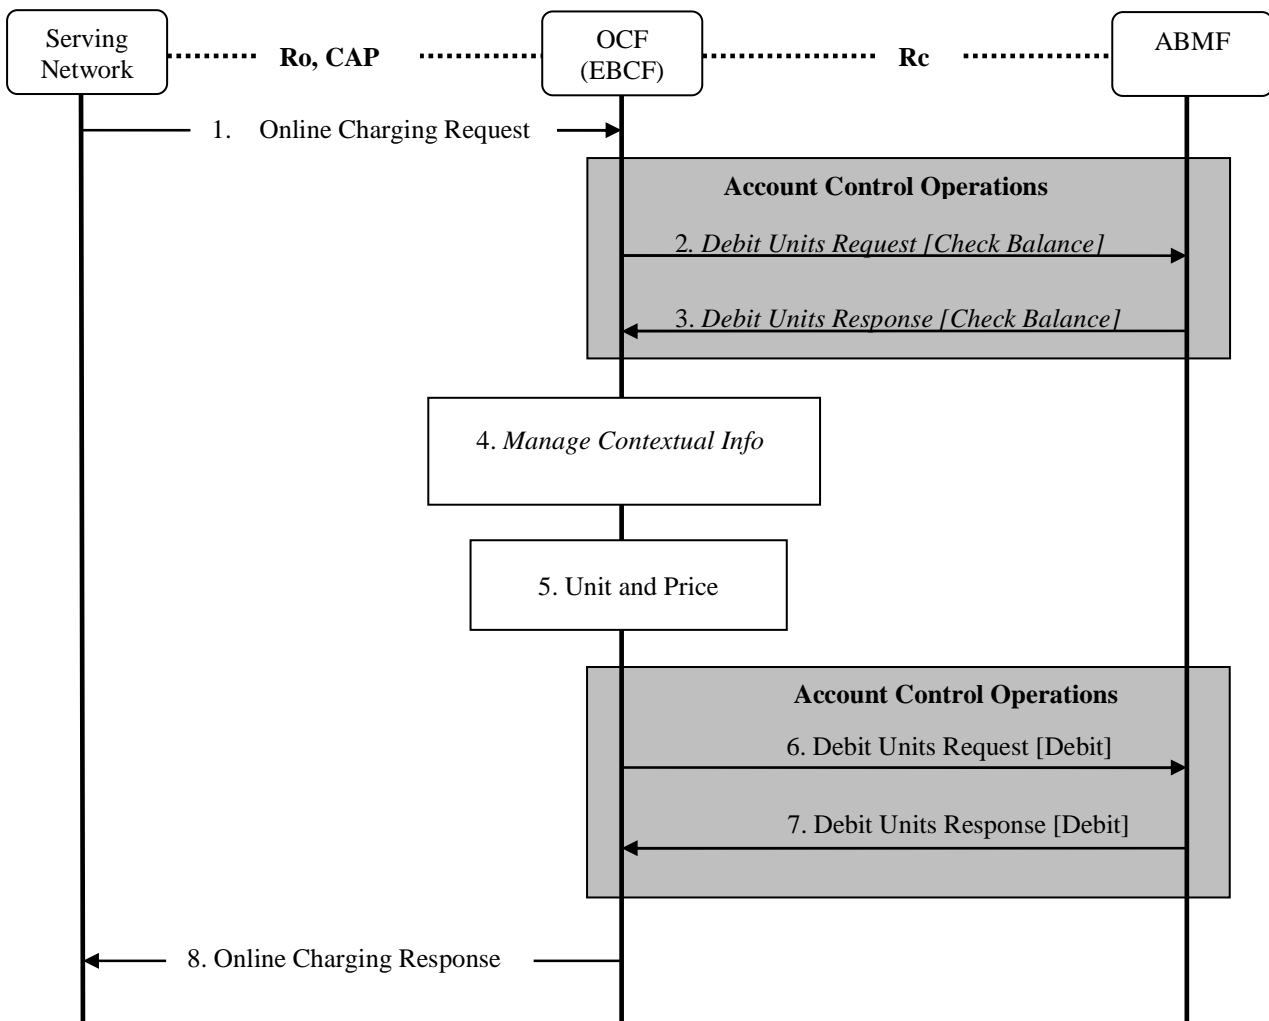 Serving
Network
Ro, CAP
OCF
(EBCF)
Rc
ABMF
1. Online Charging Request
Account Control Operations
2. Debit Units Request [Check Balance]
3. Debit Units Response [Check Balance]
4. Manage Contextual Info
5. Unit and Price
Account Control Operations
6. Debit Units Request [Debit]
7. Debit Units Response [Debit]
8. Online Charging Response